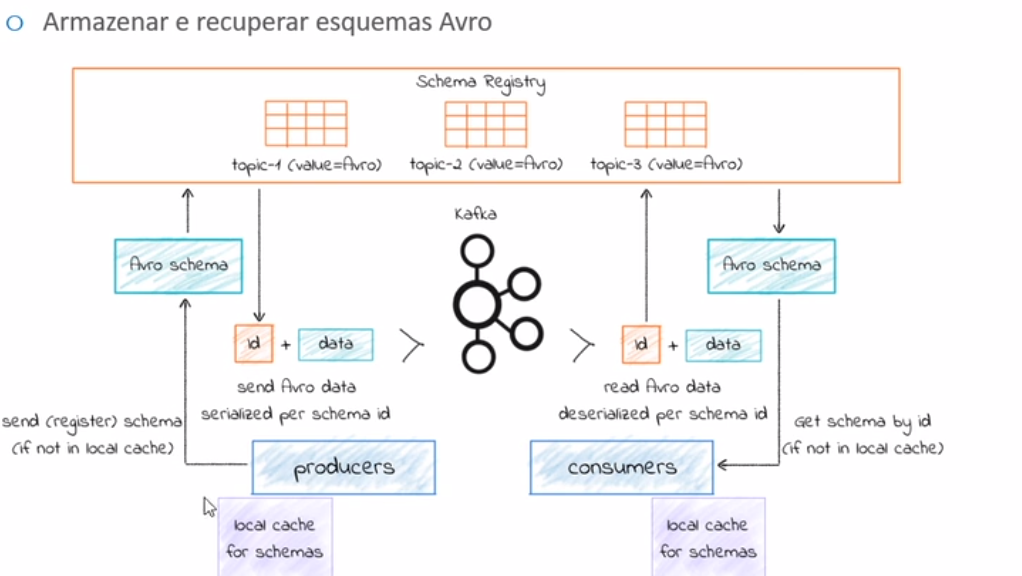 Armazenar e recuperar esquemas Avro
Schema Registry
topic-1 (value=Avro)
topic-2 (value=Avro)
topic-3 (value=Avro)
Kafka
Avro schema
Avro schema
id + data
id + data
send Avro data
serialized per schema id
read Avro data
deserialized per schema id
send (register) schema
(if not in local cache)
Get schema by id
(if not in local cache)
producers
consumers
local cache
for schemas
local cache
for schemas